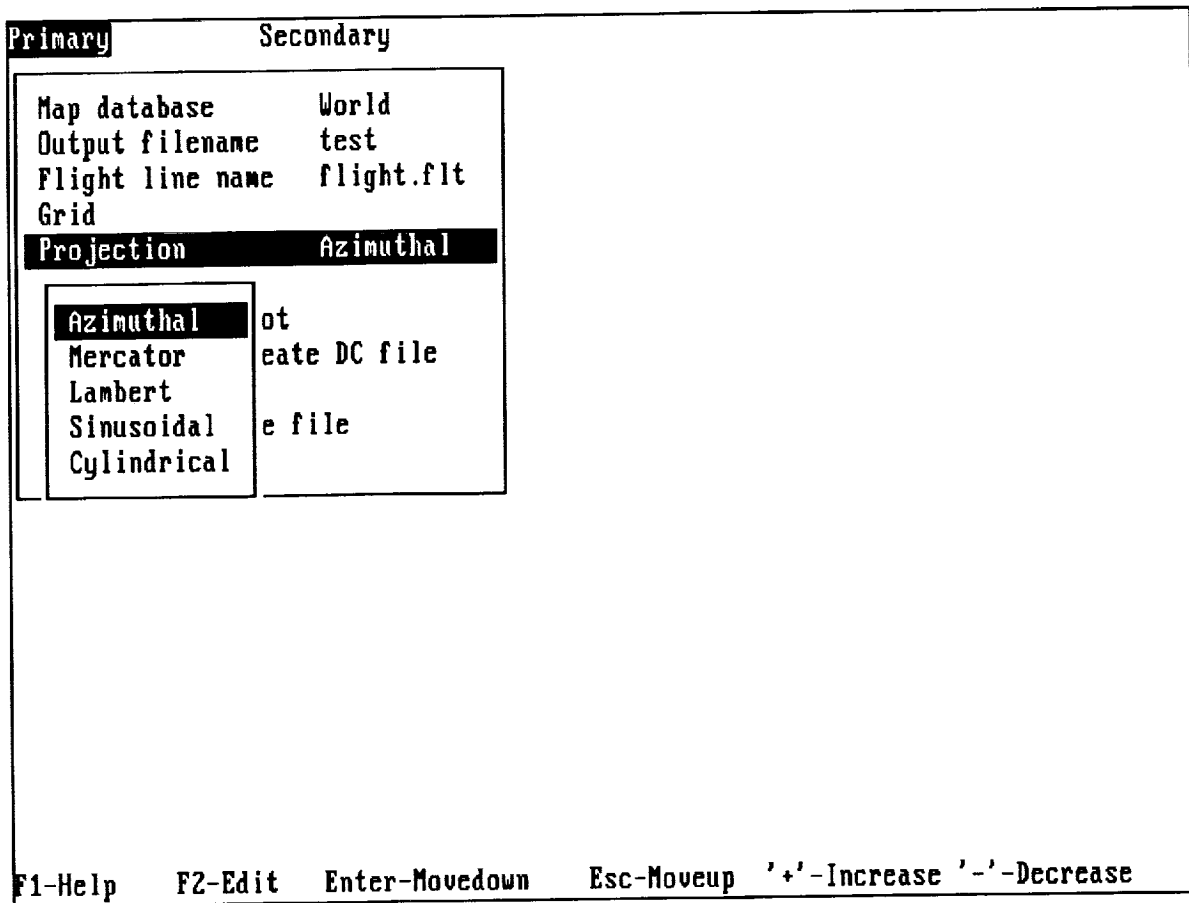 Primary Secondary
Map database World
Output filename test
Flight line name flight.flt
Grid
Projection Azimuthal
Azimuthal ot
Mercator eate DC file
Lambert
Sinusoidal e file
Cylindrical
F1-Help F2-Edit Enter-Movedown Esc-Moveup '+'-Increase '-'-Decrease